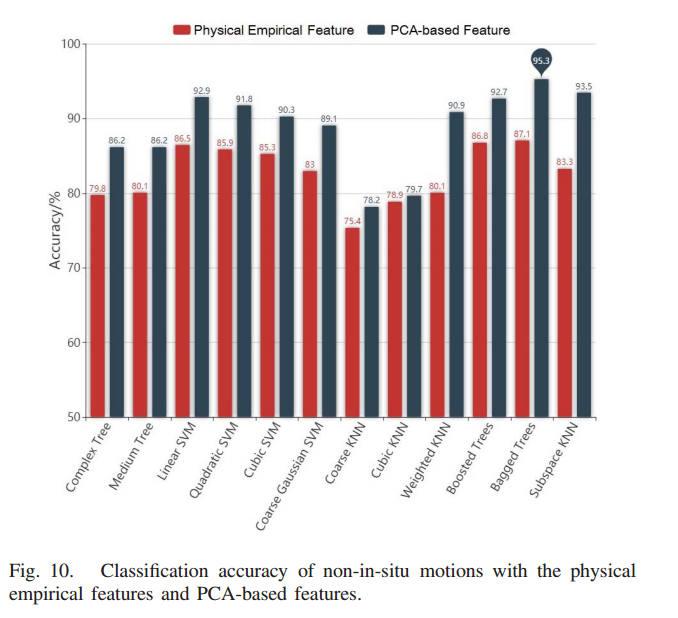 Physical Empirical Feature PCA-based Feature
100
90
80
70
60
50
Accuracy/%
79.8 86.2
80.1 86.2
86.5 92.9
85.9 91.8
85.3 90.3
83 89.1
75.4 78.2
78.9 79.7
80.1 90.9
86.8 92.7
87.1 95.3
83.3 93.5
Complex Tree
Medium Tree
Linear SVM
Quadratic SVM
Cubic SVM
Coarse Gaussian SVM
Coarse KNN
Cubic KNN
Weighted KNN
Boosted Trees
Bagged Trees
Subspace KNN
Fig. 10. Classification accuracy of non-in-situ motions with the physical
empirical features and PCA-based features.